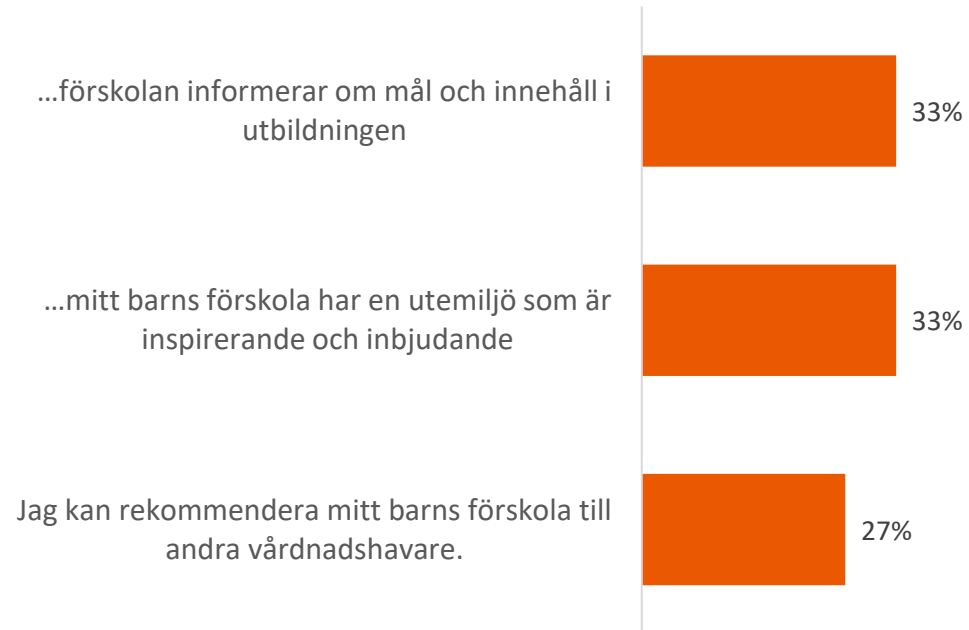 ...förskolan informerar om mål och innehåll i
utbildningen
33%
...mitt barns förskola har en utemiljö som är
inspirerande och inbjudande
33%
Jag kan rekommendera mitt barns förskola till
andra vårdnadshavare.
27%